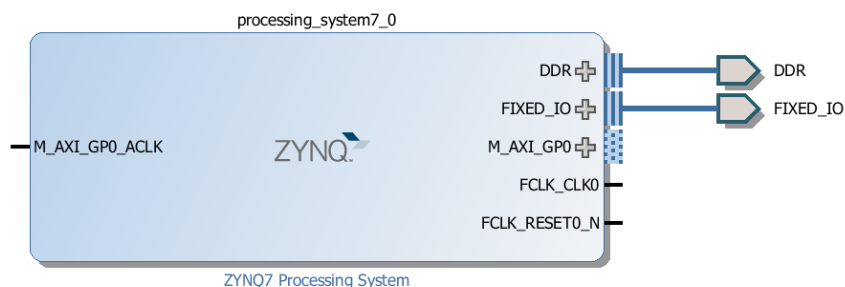 processing_system7_0
DDR
DDR
FIXED_IO
FIXED_IO
M_AXI_GP0_ACLK
ZYNQ
M_AXI_GP0
FCLK_CLK0
FCLK_RESET0_N
ZYNQ7 Processing System